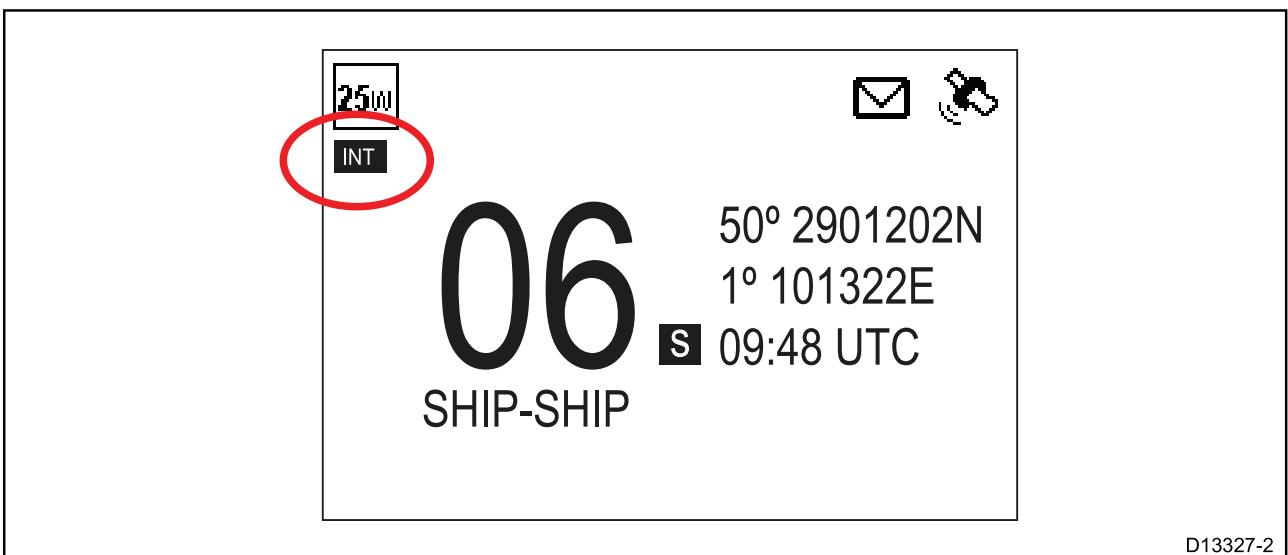 25W
INT
06
50º 2901202N
1º 101322E
S 09:48 UTC
SHIP-SHIP
D13327-2